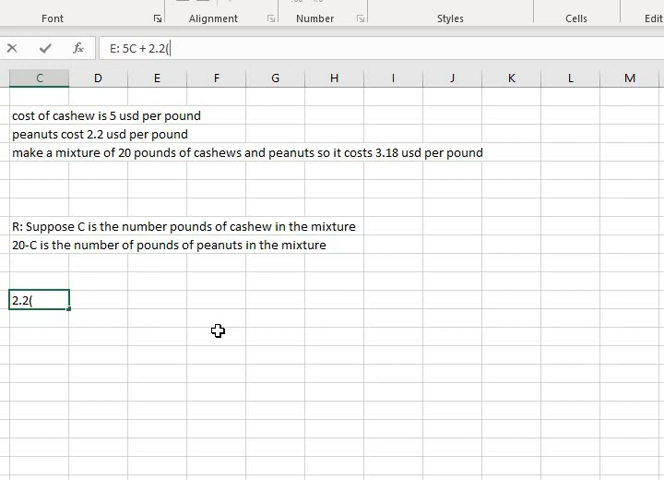 Font Alignment Number Styles Cells Edit
fx E: 5C + 2.2(
C D E F G H I J K L M
cost of cashew is 5 usd per pound
peanuts cost 2.2 usd per pound
make a mixture of 20 pounds of cashews and peanuts so it costs 3.18 usd per pound
R: Suppose C is the number pounds of cashew in the mixture
20-C is the number of pounds of peanuts in the mixture
2.2(